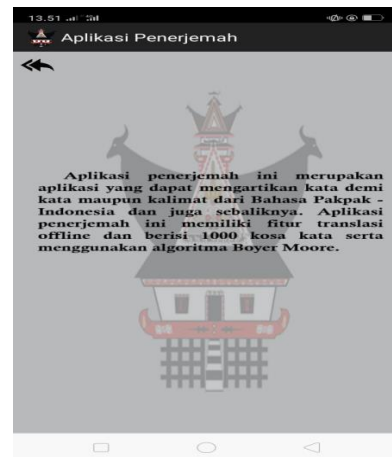 13.51
Aplikasi Penerjemah
Aplikasi penerjemah ini merupakan
aplikasi yang dapat mengartikan kata demi
kata maupun kalimat dari Bahasa Pakpak -
Indonesia dan juga sebaliknya. Aplikasi
penerjemah ini memiliki fitur translasi
offline dan berisi 1000 kosa kata serta
menggunakan algoritma Boyer Moore.